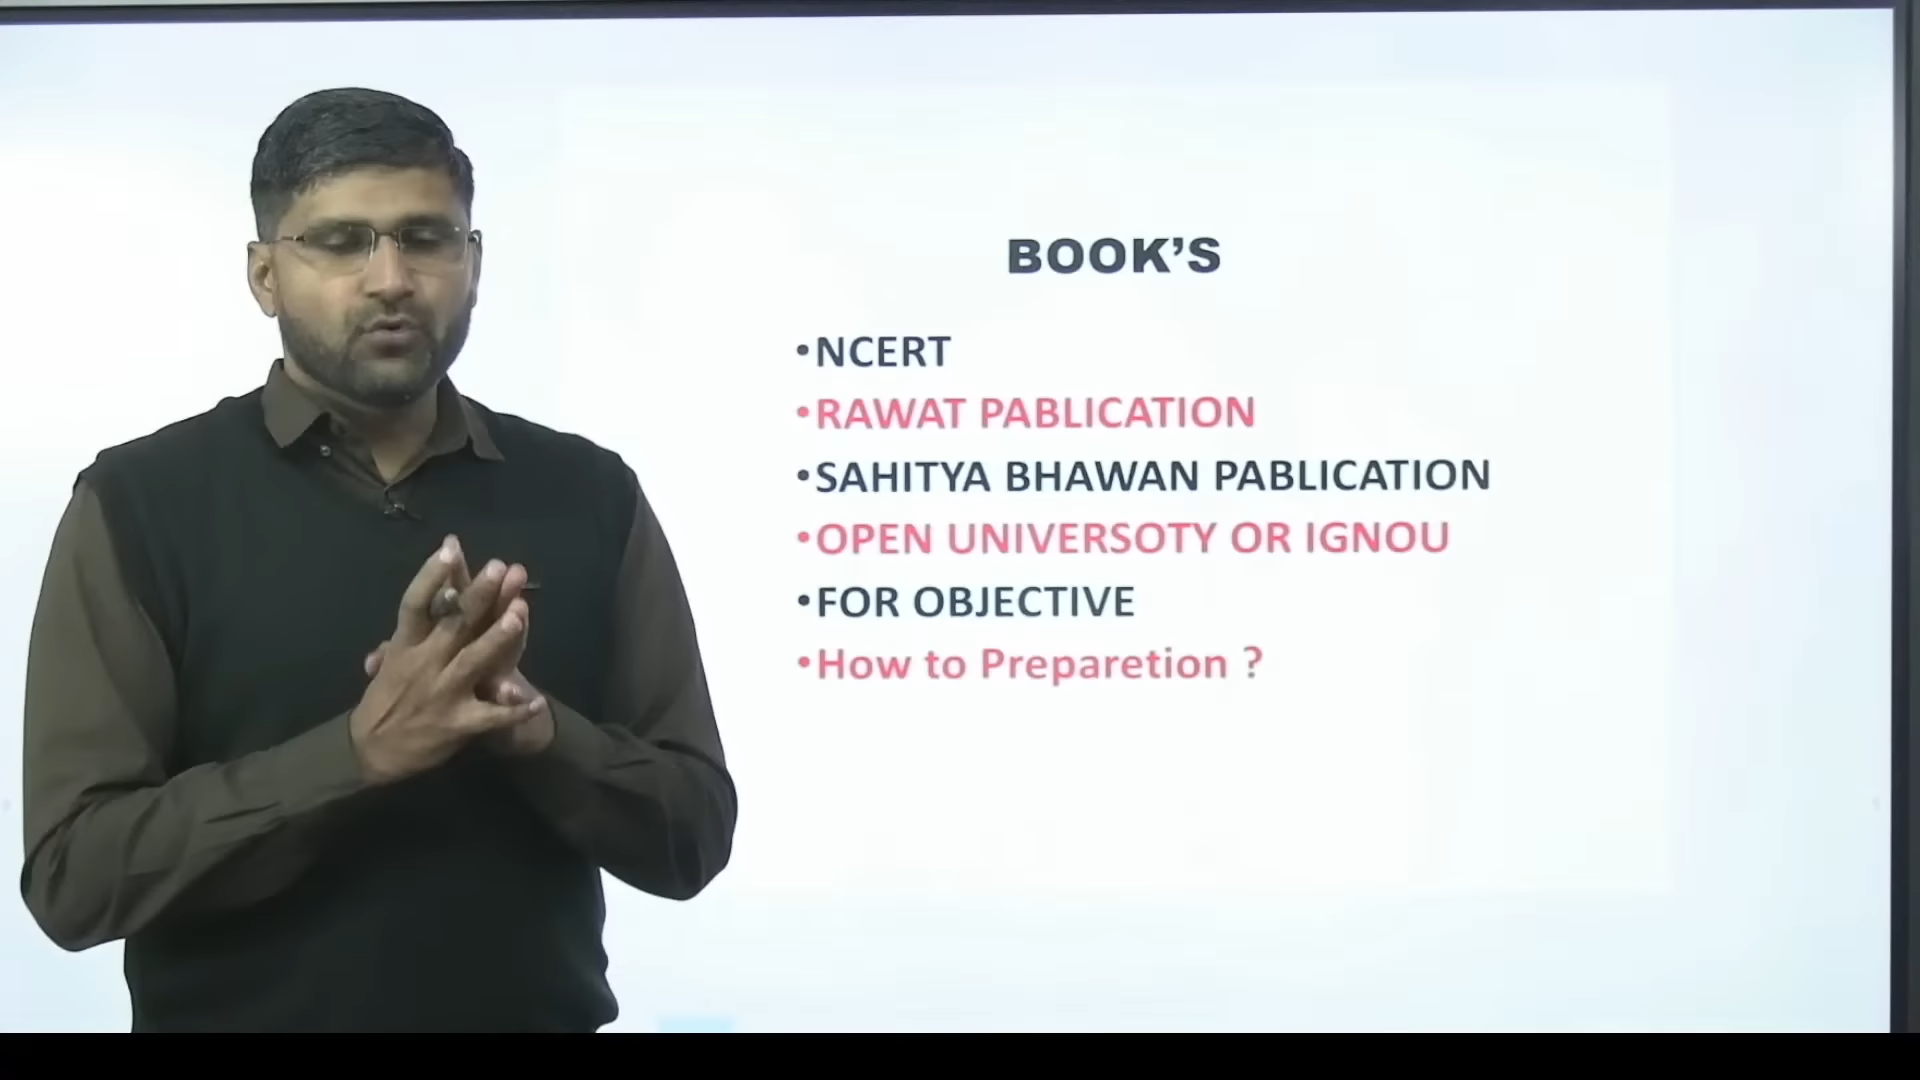 BOOK’S
•NCERT
•RAWAT PABLICATION
•SAHITYA BHAWAN PABLICATION
•OPEN UNIVERSOTY OR IGNOU
•FOR OBJECTIVE
•How to Preparetion ?